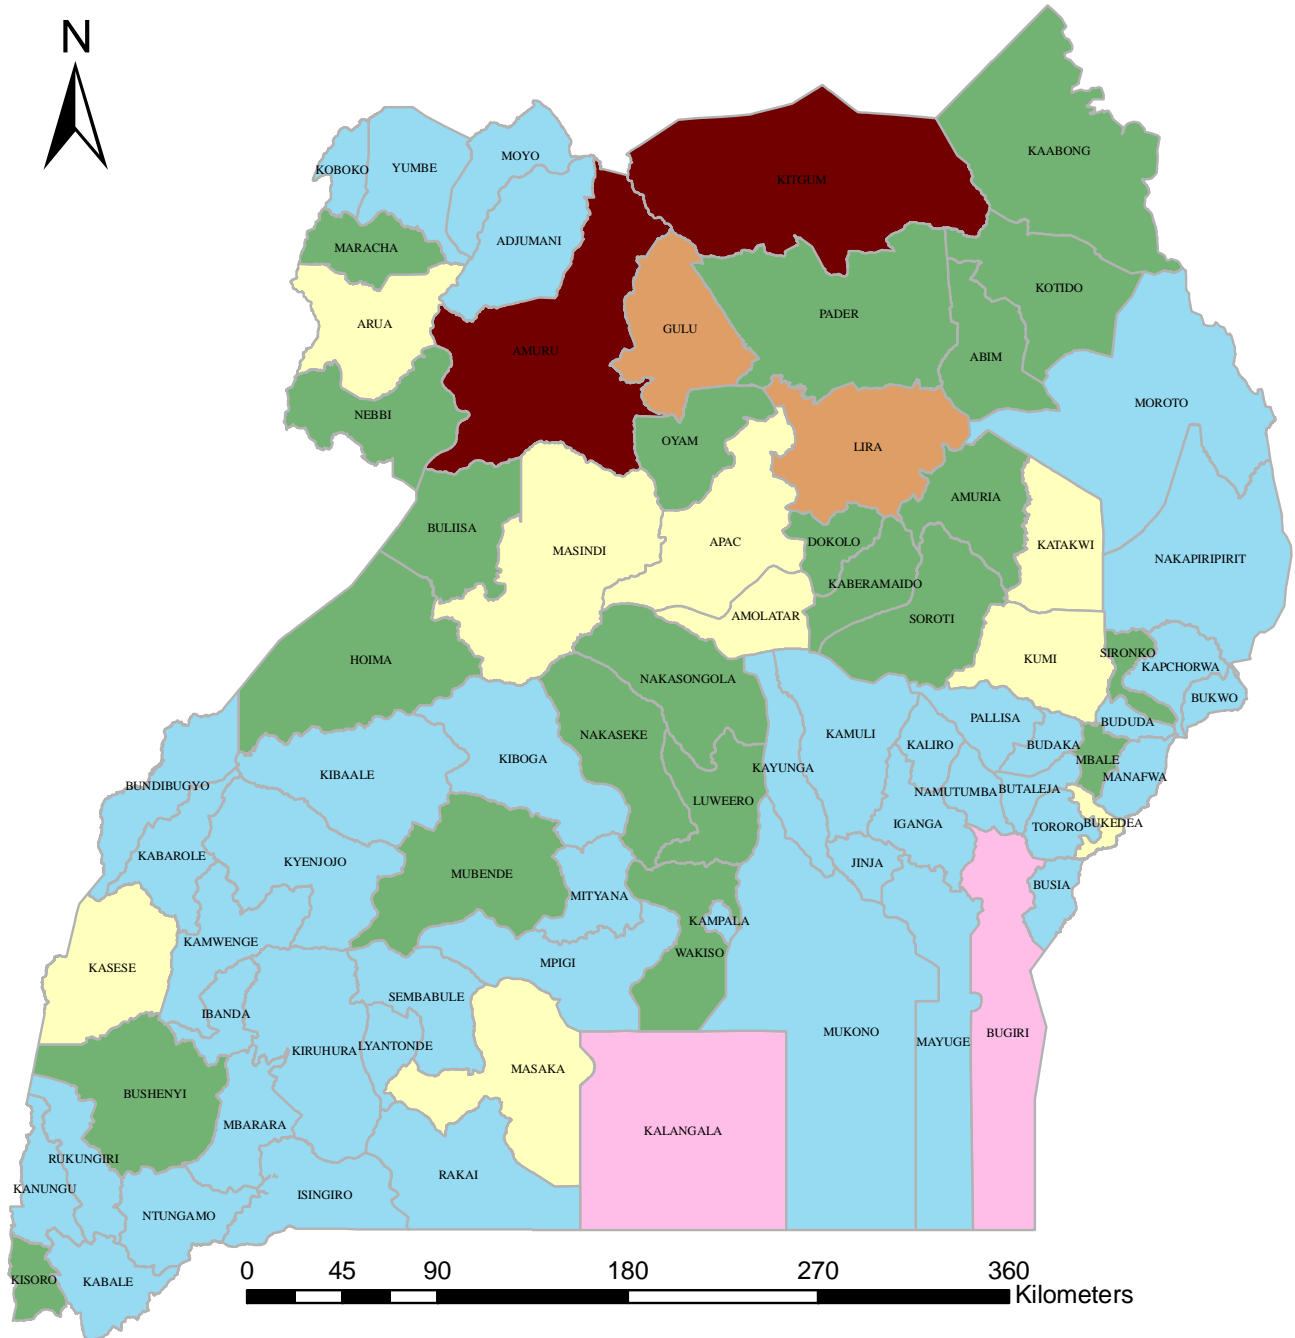 N
KAABONG
MOYO
KOBOKO
YUMBE
KITGUM
ADJUMANI
MARACHA
KOTIDO
PADER
ARUA
GULU
AMURU
ABIM
MOROTO
NEBBI
OYAM
LIRA
AMURIA
BULIISA
MASINDI
APAC
DOKOLO
KATAKWI
NAKAPIRIPIRIT
KABERAMAIDO
AMOLATAR
SOROTI
HOIMA
KUMI
SIRONKO
KAPCHORWA
NAKASONGOLA
BUKWO
PALLISA
BUDUDA
NAKASEKE
KAMULI
KALIRO
BUDAKA
KIBOGA
MBALE
KIBAALE
KAYUNGA
MANAFWA
BUNDIBUGYO
NAMUTUMBA
BUTALEJA
LUWEERO
IGANGA
TORORO
BUKEDEA
KABAROLE
KYENJOJO
JINJA
MUBENDE
BUSIA
MITYANA
KAMPALA
KAMWENGE
WAKISO
MPIGI
KASESE
SEMBABULE
IBANDA
MUKONO
BUGIRI
MAYUGE
LYANTONDE
KIRUHURA
MASAKA
BUSHENYI
MBARARA
KALANGALA
RUKUNGIRI
RAKAI
KANUNGU
ISINGIRO
NTUNGAMO
KISORO
KABALE
0 45 90 180 270 360
Kilometers